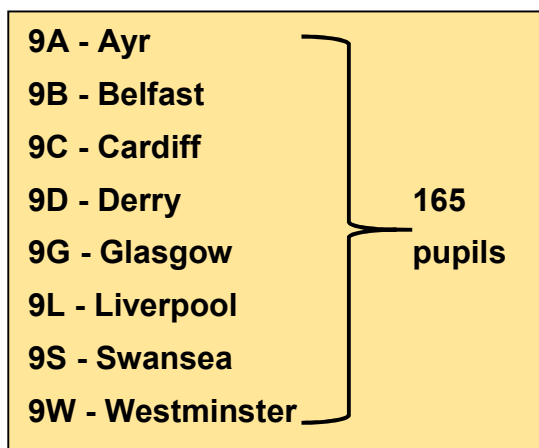 9A - Ayr
9B - Belfast
9C - Cardiff
9D - Derry
9G - Glasgow
9L - Liverpool
9S - Swansea
9W - Westminster
165
pupils